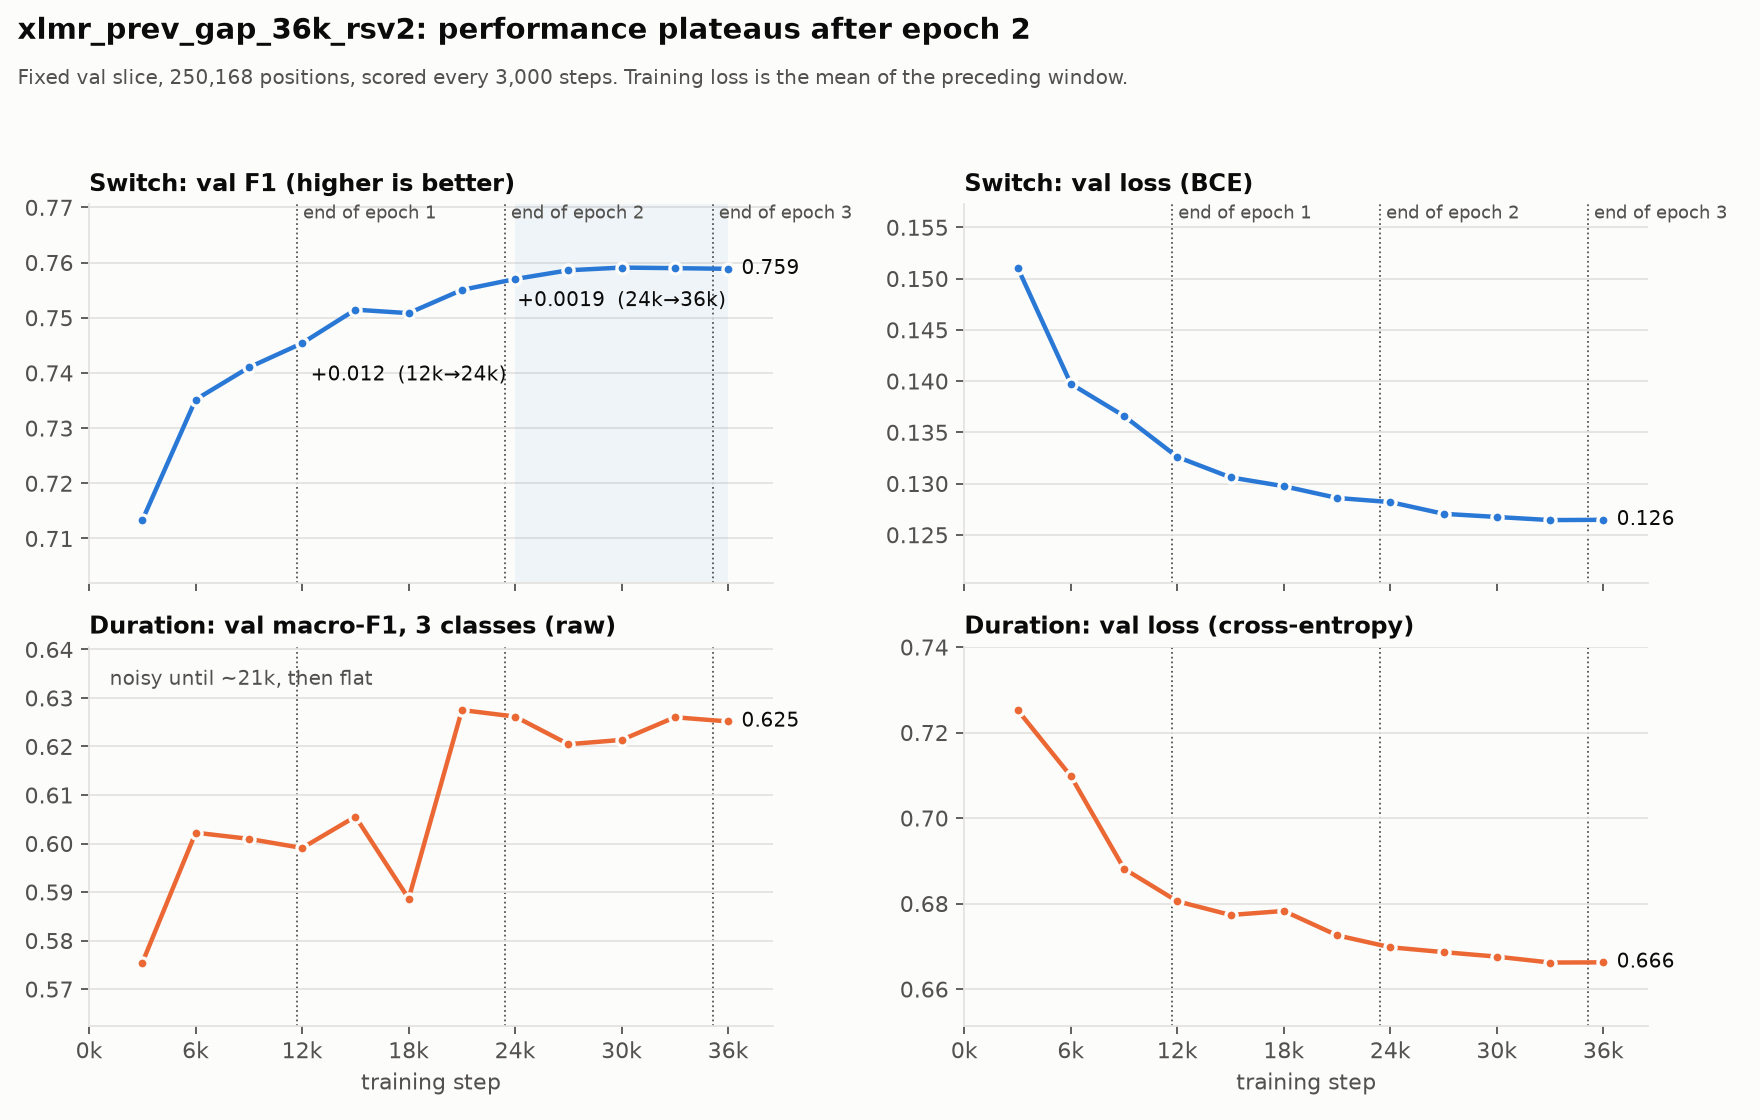 xlmr_prev_gap_36k_rsv2: performance plateaus after epoch 2
Fixed val slice, 250,168 positions, scored every 3,000 steps. Training loss is the mean of the preceding window.
Switch: val F1 (higher is better)
0.77
0.76
0.75
0.74
0.73
0.72
0.71
end of epoch 1
end of epoch 2
end of epoch 3
0.759
+0.0019 (24k→36k)
+0.012 (12k→24k)
Switch: val loss (BCE)
0.155
0.150
0.145
0.140
0.135
0.130
0.125
end of epoch 1
end of epoch 2
end of epoch 3
0.126
Duration: val macro-F1, 3 classes (raw)
0.64
0.63
0.62
0.61
0.60
0.59
0.58
0.57
noisy until ~21k, then flat
0.625
0k 6k 12k 18k 24k 30k 36k
training step
Duration: val loss (cross-entropy)
0.74
0.72
0.70
0.68
0.66
0.666
0k 6k 12k 18k 24k 30k 36k
training step